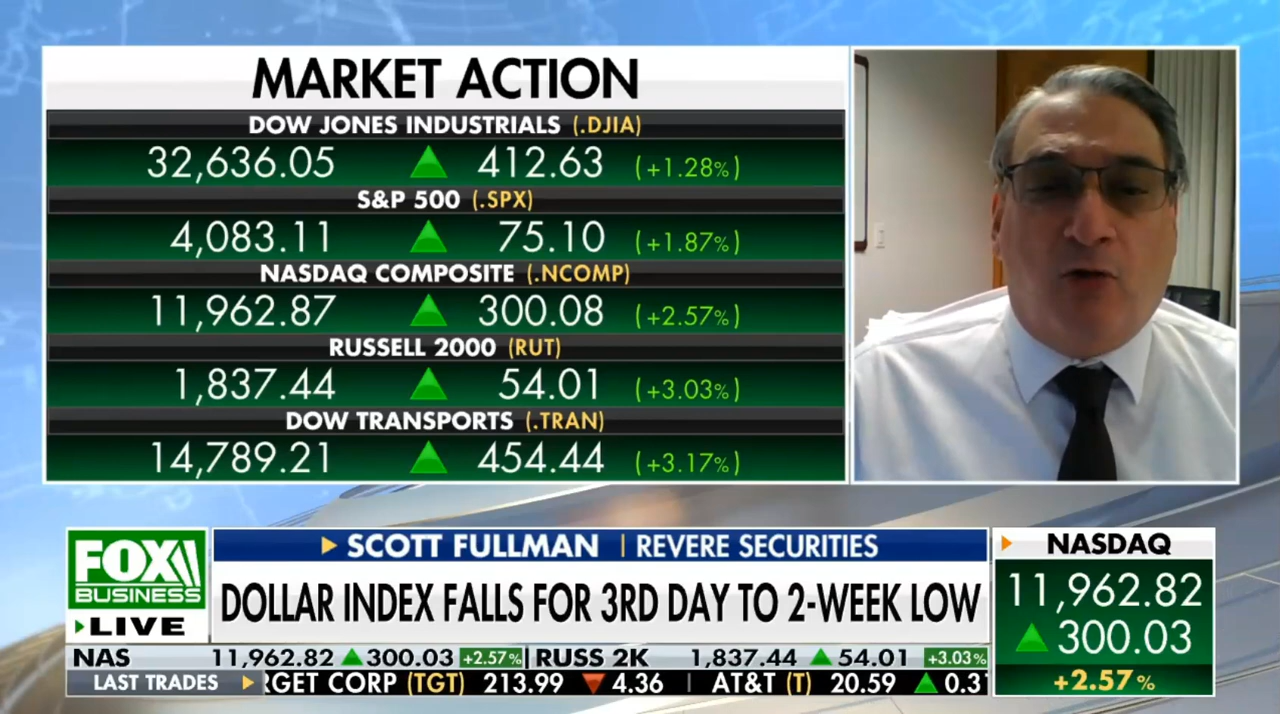 MARKET ACTION
DOW JONES INDUSTRIALS (.DJIA)
32,636.05 ▲ 412.63 (+1.28%)
S&P 500 (.SPX)
4,083.11 ▲ 75.10 (+1.87%)
NASDAQ COMPOSITE (.NCOMP)
11,962.87 ▲ 300.08 (+2.57%)
RUSSELL 2000 (RUT)
1,837.44 ▲ 54.01 (+3.03%)
DOW TRANSPORTS (.TRAN)
14,789.21 ▲ 454.44 (+3.17%)
FOX
BUSINESS
LIVE
SCOTT FULLMAN | REVERE SECURITIES
DOLLAR INDEX FALLS FOR 3RD DAY TO 2-WEEK LOW
NASDAQ
11,962.82
▲ 300.03
+2.57%
NAS 11,962.82 ▲ 300.03 +2.57% | RUSS 2K 1,837.44 ▲ 54.01 +3.03%
LAST TRADES RGET CORP (TGT) 213.99 ▼ 4.36 | AT&T (T) 20.59 ▲ 0.31